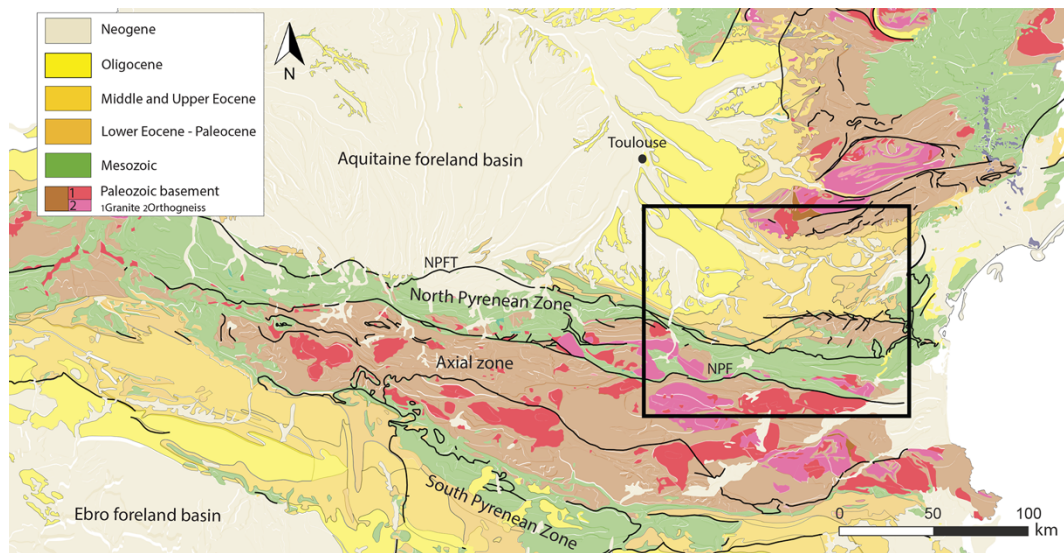 Neogene
Oligocene
Middle and Upper Eocene
Lower Eocene - Paleocene
Mesozoic
1 Paleozoic basement
2 1Granite 2Orthogneiss
N
Toulouse
Aquitaine foreland basin
NPFT
North Pyrenean Zone
Axial zone
NPF
South Pyrenean Zone
Ebro foreland basin
0 50 100
km